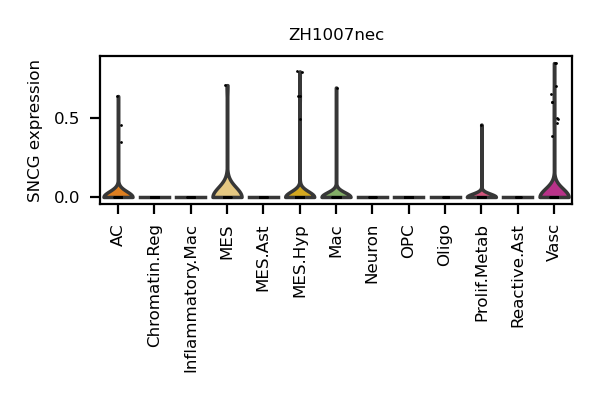 ZH1007nec
SNCG expression
0.5
0.0
AC
Chromatin.Reg
Inflammatory.Mac
MES
MES.Ast
MES.Hyp
Mac
Neuron
OPC
Oligo
Prolif.Metab
Reactive.Ast
Vasc